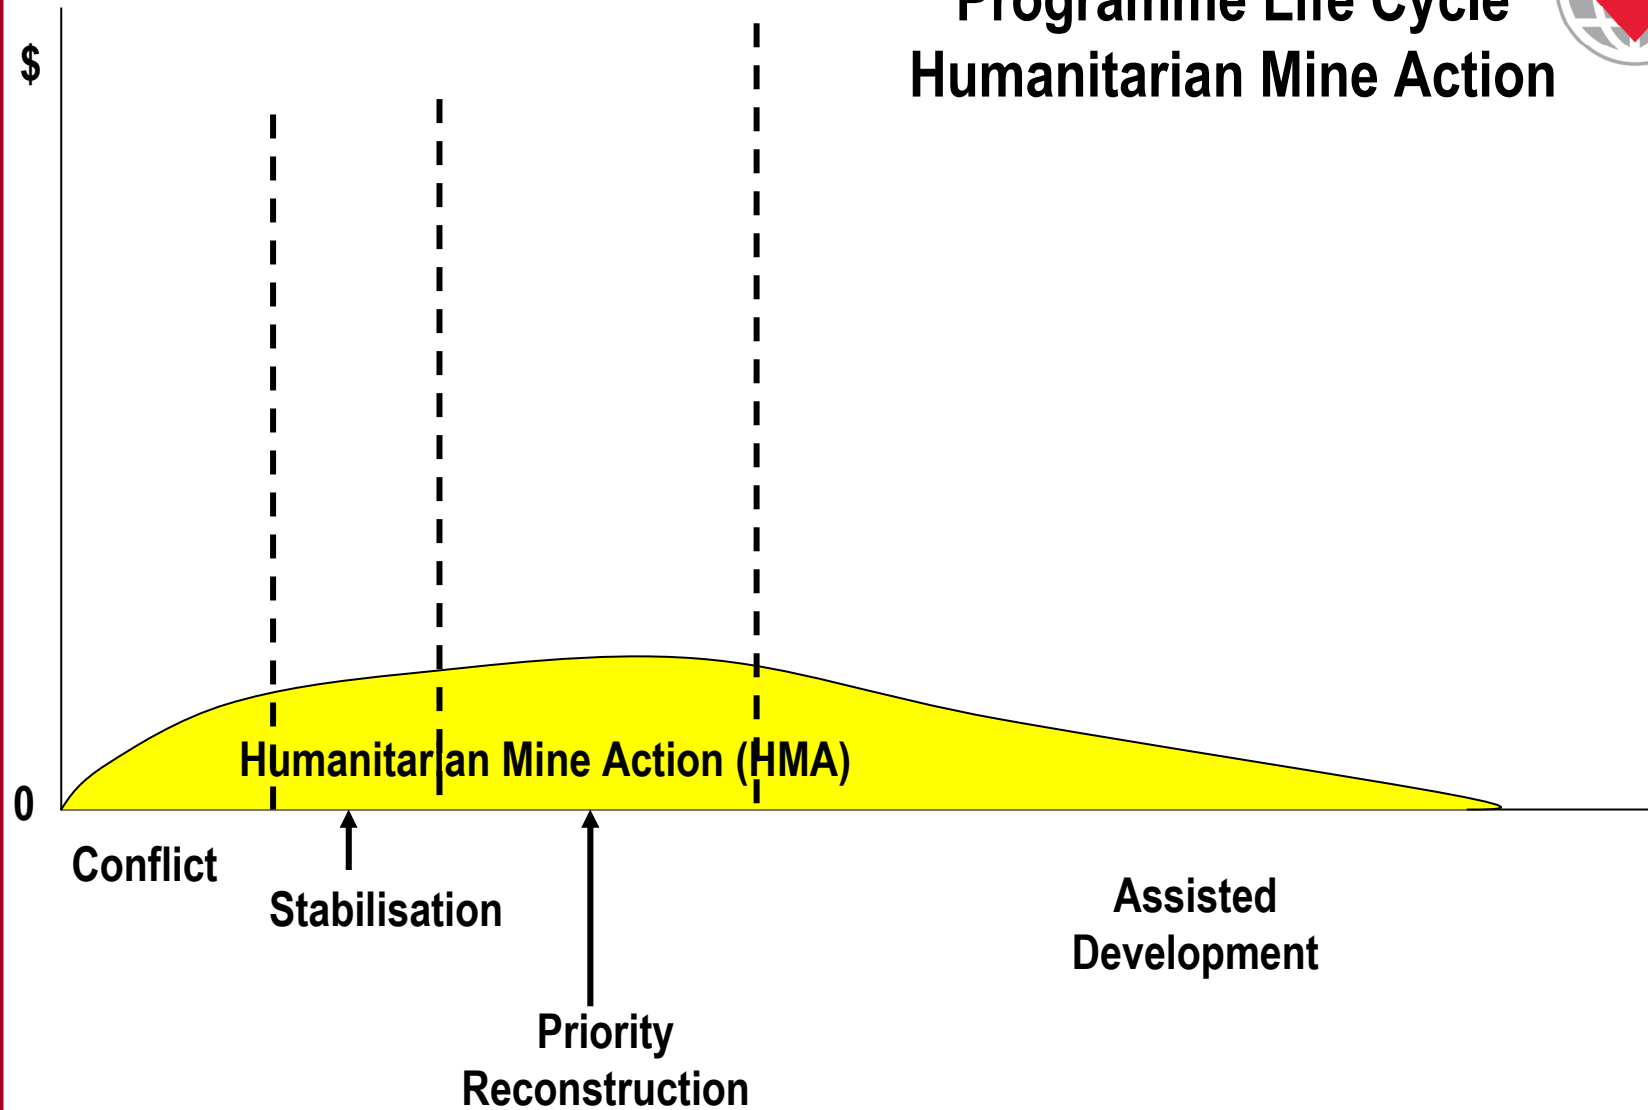 Programme Life Cycle
Humanitarian Mine Action
$
Humanitarian Mine Action (HMA)
0
Conflict
Stabilisation
Assisted
Development
Priority
Reconstruction